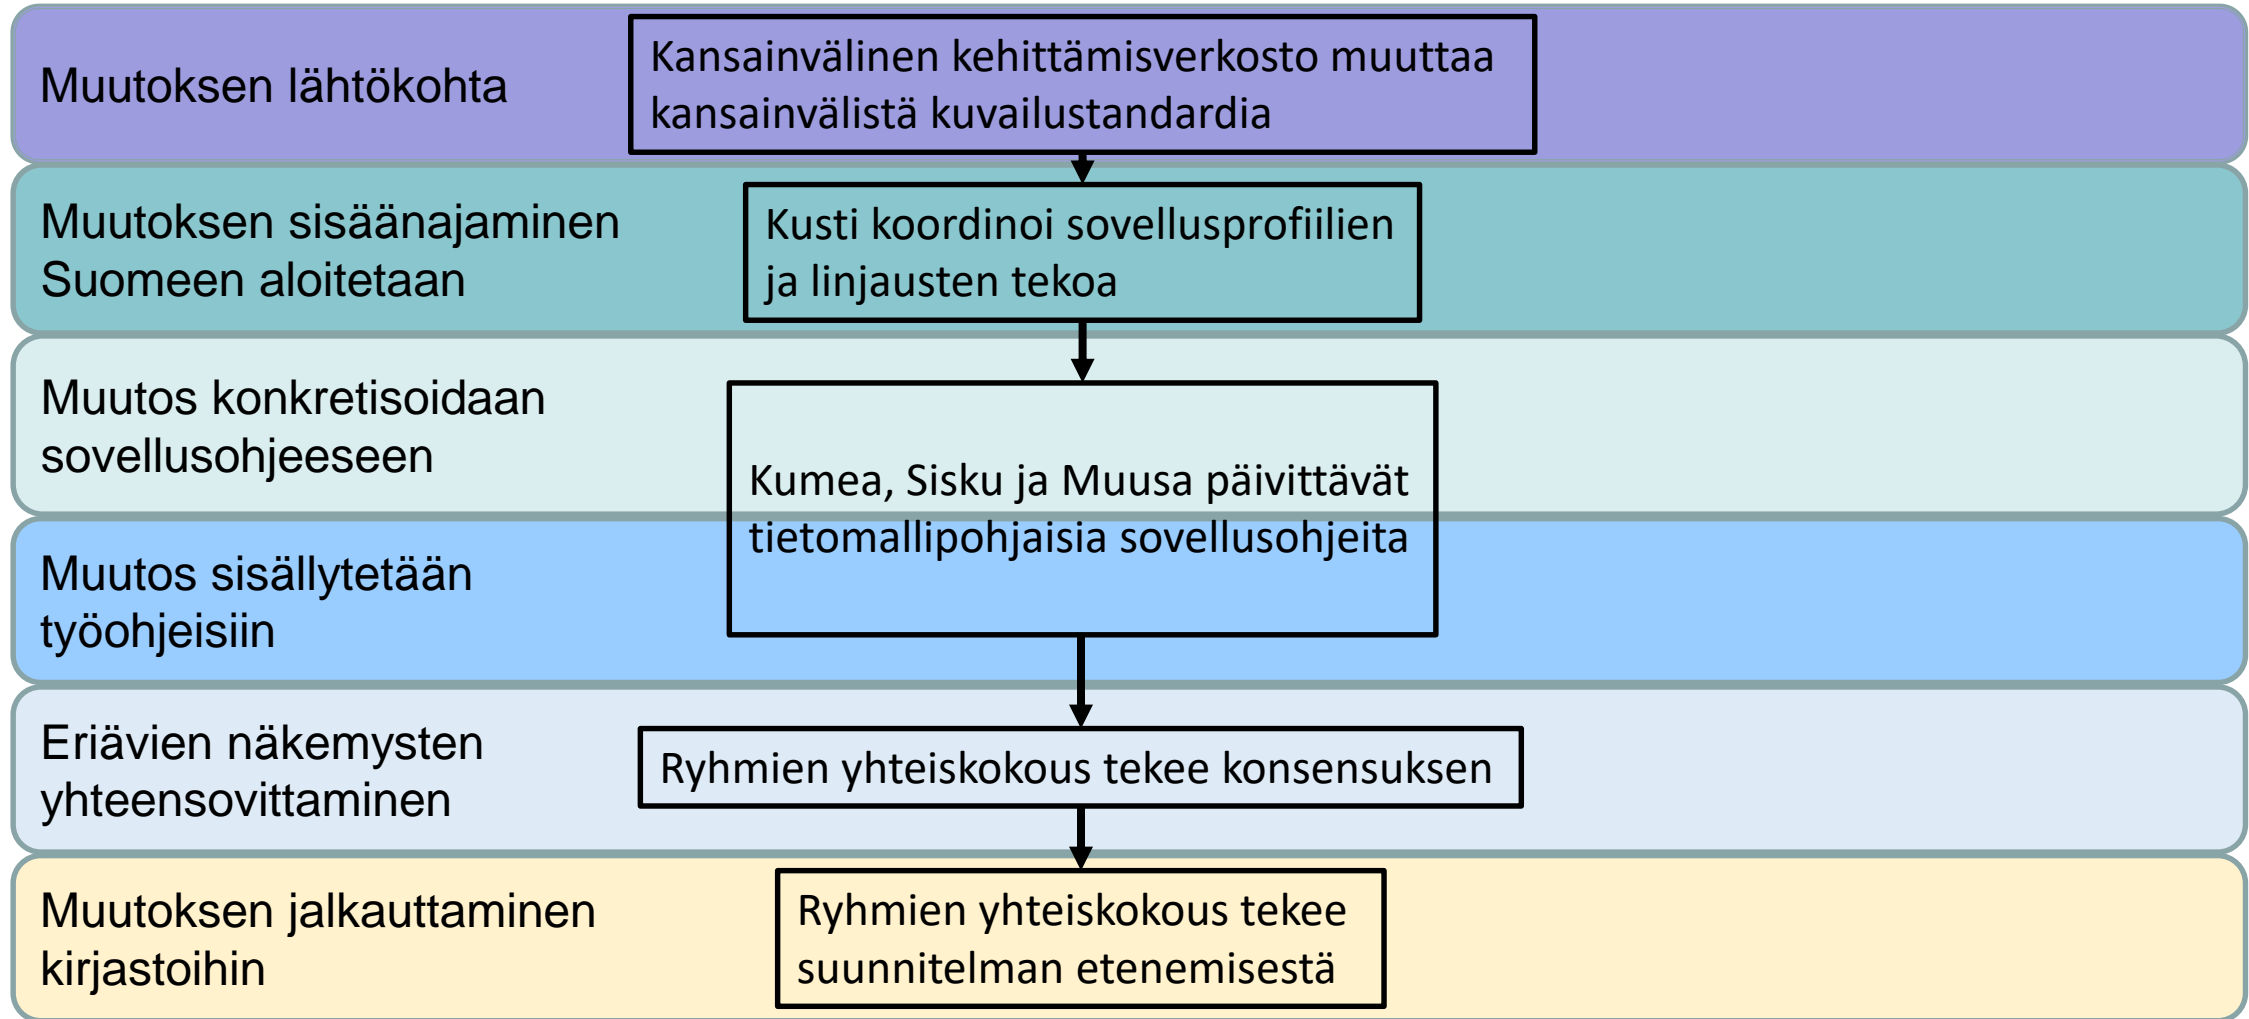 Muutoksen lähtökohta
Kansainvälinen kehittämisverkosto muuttaa
kansainvälistä kuvailustandardia
Muutoksen sisäänajaminen
Suomeen aloitetaan
Kusti koordinoi sovellusprofiilien
ja linjausten tekoa
Muutos konkretisoidaan
sovellusohjeeseen
Kumea, Sisku ja Muusa päivittävät
tietomallipohjaisia sovellusohjeita
Muutos sisällytetään
työohjeisiin
Eriävien näkemysten
yhteensovittaminen
Ryhmien yhteiskokous tekee konsensuksen
Muutoksen jalkauttaminen
kirjastoihin
Ryhmien yhteiskokous tekee
suunnitelman etenemisestä